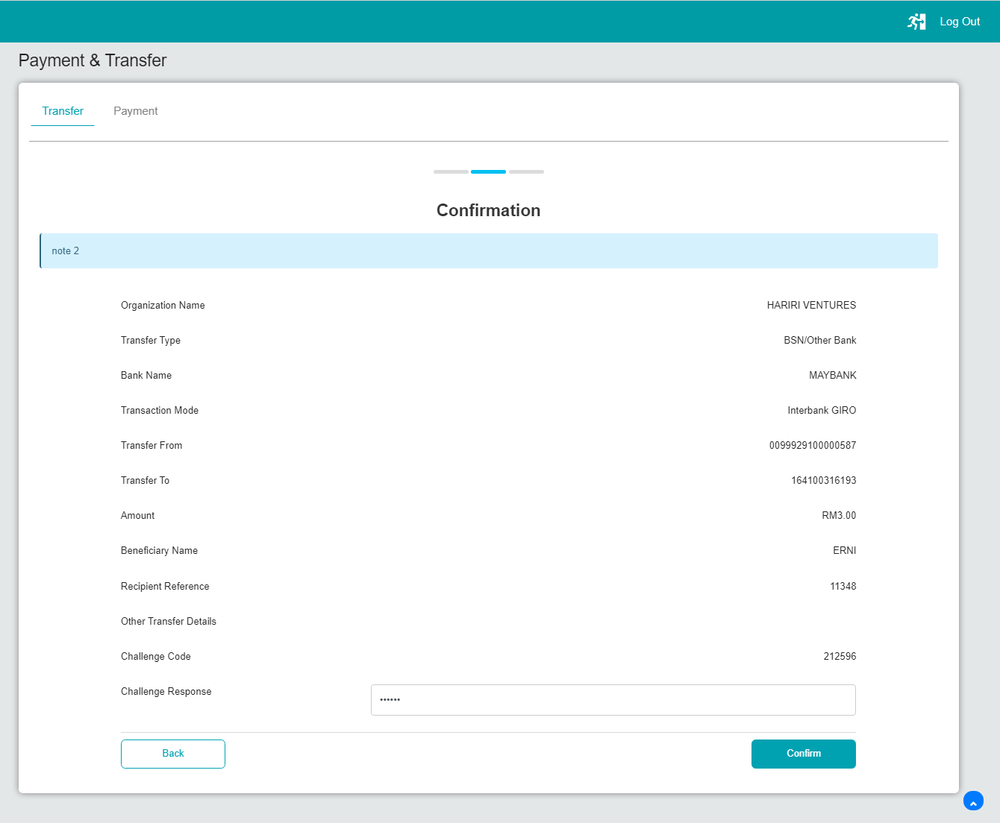 Log Out
Payment & Transfer
Transfer Payment
Confirmation
note 2
Organization Name HARIRI VENTURES
Transfer Type BSN/Other Bank
Bank Name MAYBANK
Transaction Mode Interbank GIRO
Transfer From 0099929100000587
Transfer To 164100316193
Amount RM3.00
Beneficiary Name ERNI
Recipient Reference 11348
Other Transfer Details
Challenge Code 212596
Challenge Response ••••••
Back Confirm